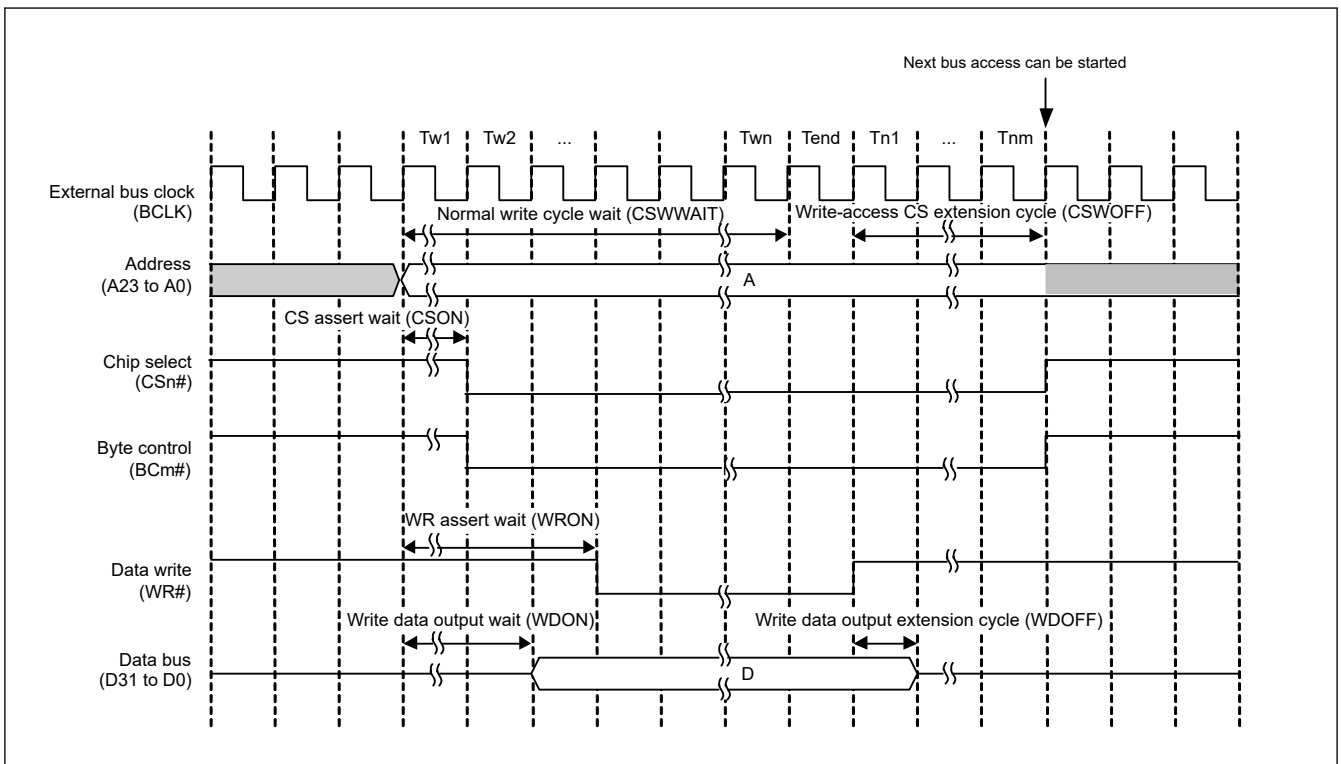 Next bus access can be started
Tw1 Tw2 ... Twn Tend Tn1 ... Tnm
External bus clock
(BCLK)
Normal write cycle wait (CSWWAIT) Write-access CS extension cycle (CSWOFF)
Address
(A23 to A0)
A
CS assert wait (CSON)
Chip select
(CSn#)
Byte control
(BCm#)
WR assert wait (WRON)
Data write
(WR#)
Write data output wait (WDON) Write data output extension cycle (WDOFF)
Data bus
(D31 to D0)
D